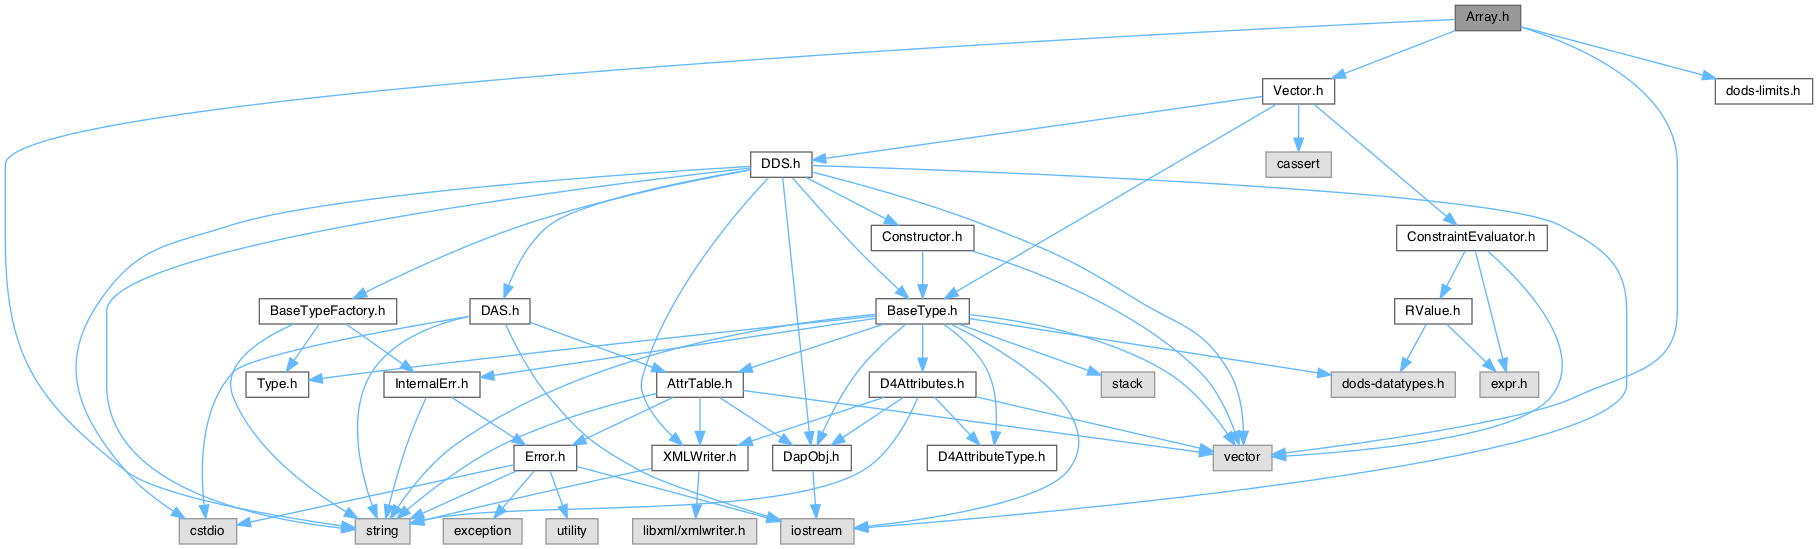 Array.h
Vector.h
dods-limits.h
DDS.h
cassert
Constructor.h
ConstraintEvaluator.h
BaseTypeFactory.h
DAS.h
BaseType.h
RValue.h
Type.h
InternalErr.h
AttrTable.h
D4Attributes.h
stack
dods-datatypes.h
expr.h
Error.h
XMLWriter.h
DapObj.h
D4AttributeType.h
vector
cstdio
string
exception
utility
libxml/xmlwriter.h
iostream